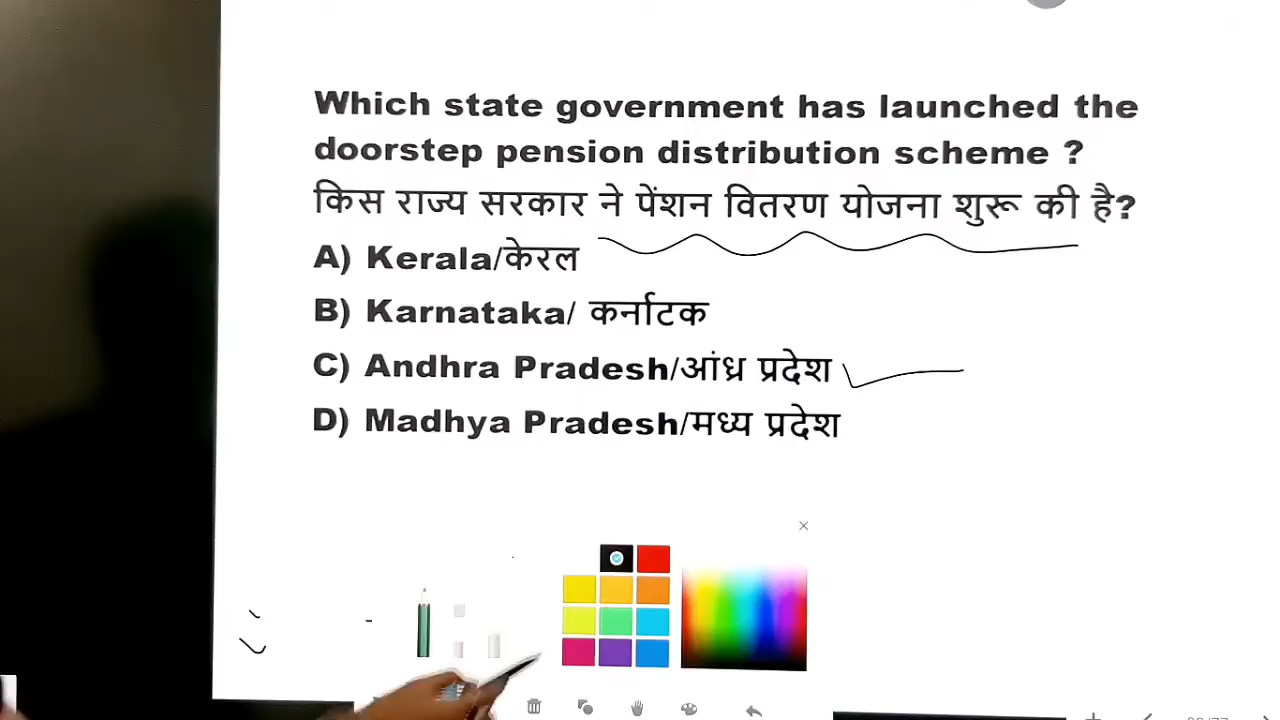 Which state government has launched the
doorstep pension distribution scheme ?
किस राज्य सरकार ने पेंशन वितरण योजना शुरू की है?
A) Kerala/केरल
B) Karnataka/ कर्नाटक
C) Andhra Pradesh/आंध्र प्रदेश
D) Madhya Pradesh/मध्य प्रदेश